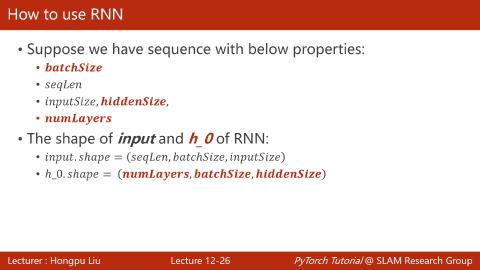 How to use RNN
• Suppose we have sequence with below properties:
• batchSize
• seqLen
• inputSize, hiddenSize,
• numLayers
• The shape of input and h_0 of RNN:
• input.shape = (seqLen, batchSize, inputSize)
• h_0.shape = (numLayers, batchSize, hiddenSize)
Lecturer : Hongpu Liu Lecture 12-26 PyTorch Tutorial @ SLAM Research Group